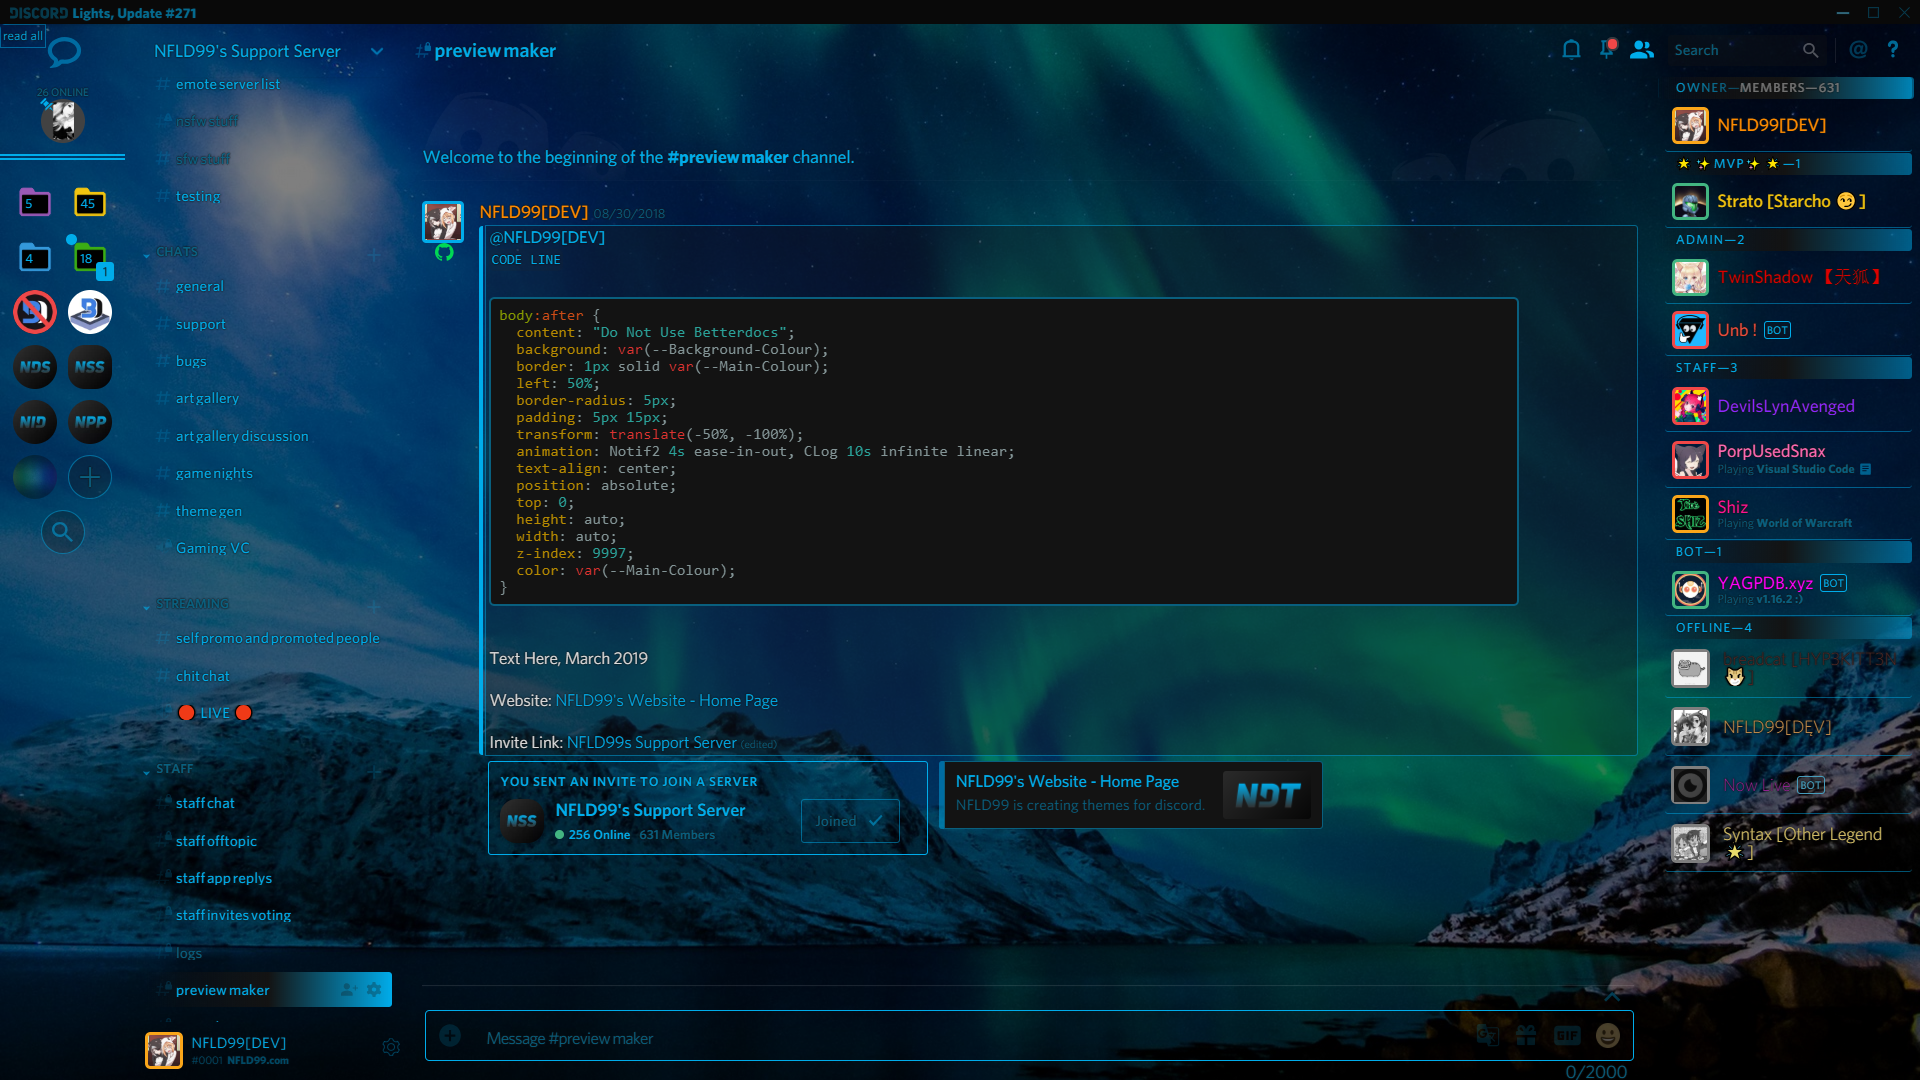 DISCORD Lights, Update #271
read all
NFLD99's Support Server
#preview maker
Search
26 ONLINE
emote server list
nsfw stuff
sfw stuff
testing
5
45
4
18
1
NDS
NSS
NID
NPP
CHATS
general
support
bugs
art gallery
art gallery discussion
game nights
theme gen
Gaming VC
STREAMING
self promo and promoted people
chit chat
LIVE
STAFF
staff chat
staff offtopic
staff app replys
staff invites voting
logs
preview maker
NFLD99[DEV]
#0001 NFLD99.com
Welcome to the beginning of the #preview maker channel.
NFLD99[DEV] 08/30/2018
@NFLD99[DEV]
CODE LINE
body:after {
content: "Do Not Use Betterdocs";
background: var(--Background-Colour);
border: 1px solid var(--Main-Colour);
left: 50%;
border-radius: 5px;
padding: 5px 15px;
transform: translate(-50%, -100%);
animation: Notif2 4s ease-in-out, CLog 10s infinite linear;
text-align: center;
position: absolute;
top: 0;
height: auto;
width: auto;
z-index: 9997;
color: var(--Main-Colour);
}
Text Here, March 2019
Website: NFLD99's Website - Home Page
Invite Link: NFLD99s Support Server (edited)
YOU SENT AN INVITE TO JOIN A SERVER
NSS
NFLD99's Support Server
256 Online 631 Members
Joined
NFLD99's Website - Home Page
NFLD99 is creating themes for discord.
NDT
Message #preview maker
GIF
0/2000
OWNER—MEMBERS—631
NFLD99[DEV]
MVP —1
Strato [Starcho 😏]
ADMIN—2
TwinShadow 【天狐】
Unb ! BOT
STAFF—3
DevilsLynAvenged
PorpUsedSnax
Playing Visual Studio Code
Shiz
Playing World of Warcraft
BOT—1
YAGPDB.xyz BOT
Playing v1.16.2 :)
OFFLINE—4
NFLD99[DEV]
Now Live BOT
Syntax [Other Legend
🌟]